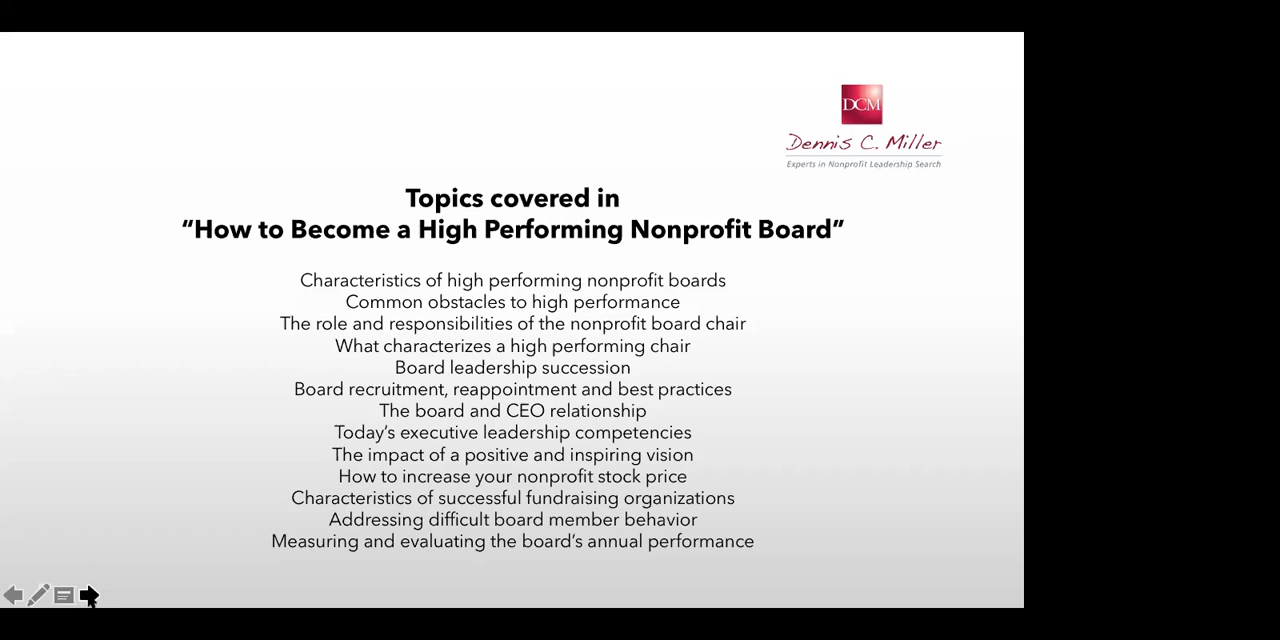 DCM
Dennis C. Miller
Experts in Nonprofit Leadership Search
Topics covered in
“How to Become a High Performing Nonprofit Board”
Characteristics of high performing nonprofit boards
Common obstacles to high performance
The role and responsibilities of the nonprofit board chair
What characterizes a high performing chair
Board leadership succession
Board recruitment, reappointment and best practices
The board and CEO relationship
Today’s executive leadership competencies
The impact of a positive and inspiring vision
How to increase your nonprofit stock price
Characteristics of successful fundraising organizations
Addressing difficult board member behavior
Measuring and evaluating the board’s annual performance